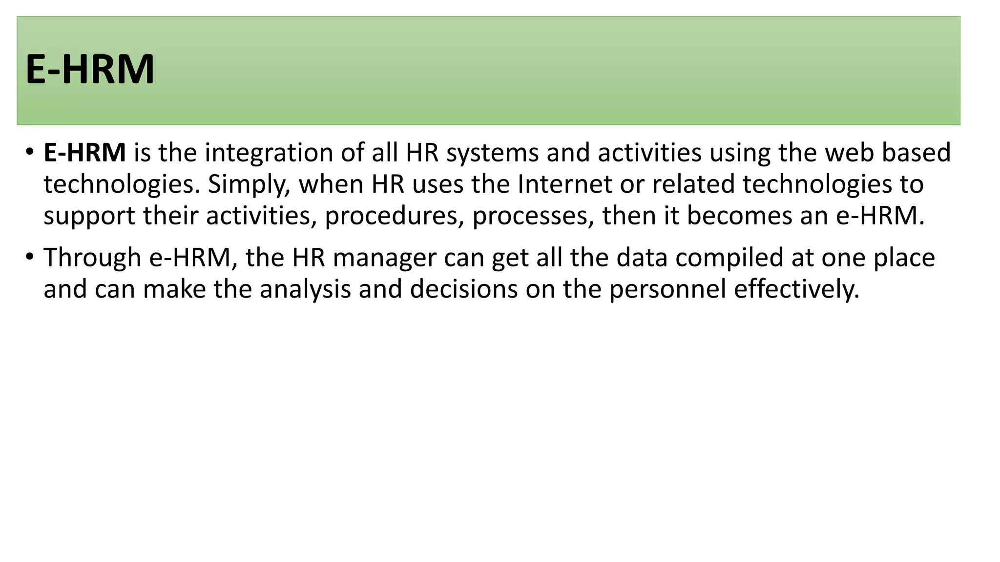 E-HRM
• E-HRM is the integration of all HR systems and activities using the web based
technologies. Simply, when HR uses the Internet or related technologies to
support their activities, procedures, processes, then it becomes an e-HRM.
• Through e-HRM, the HR manager can get all the data compiled at one place
and can make the analysis and decisions on the personnel effectively.